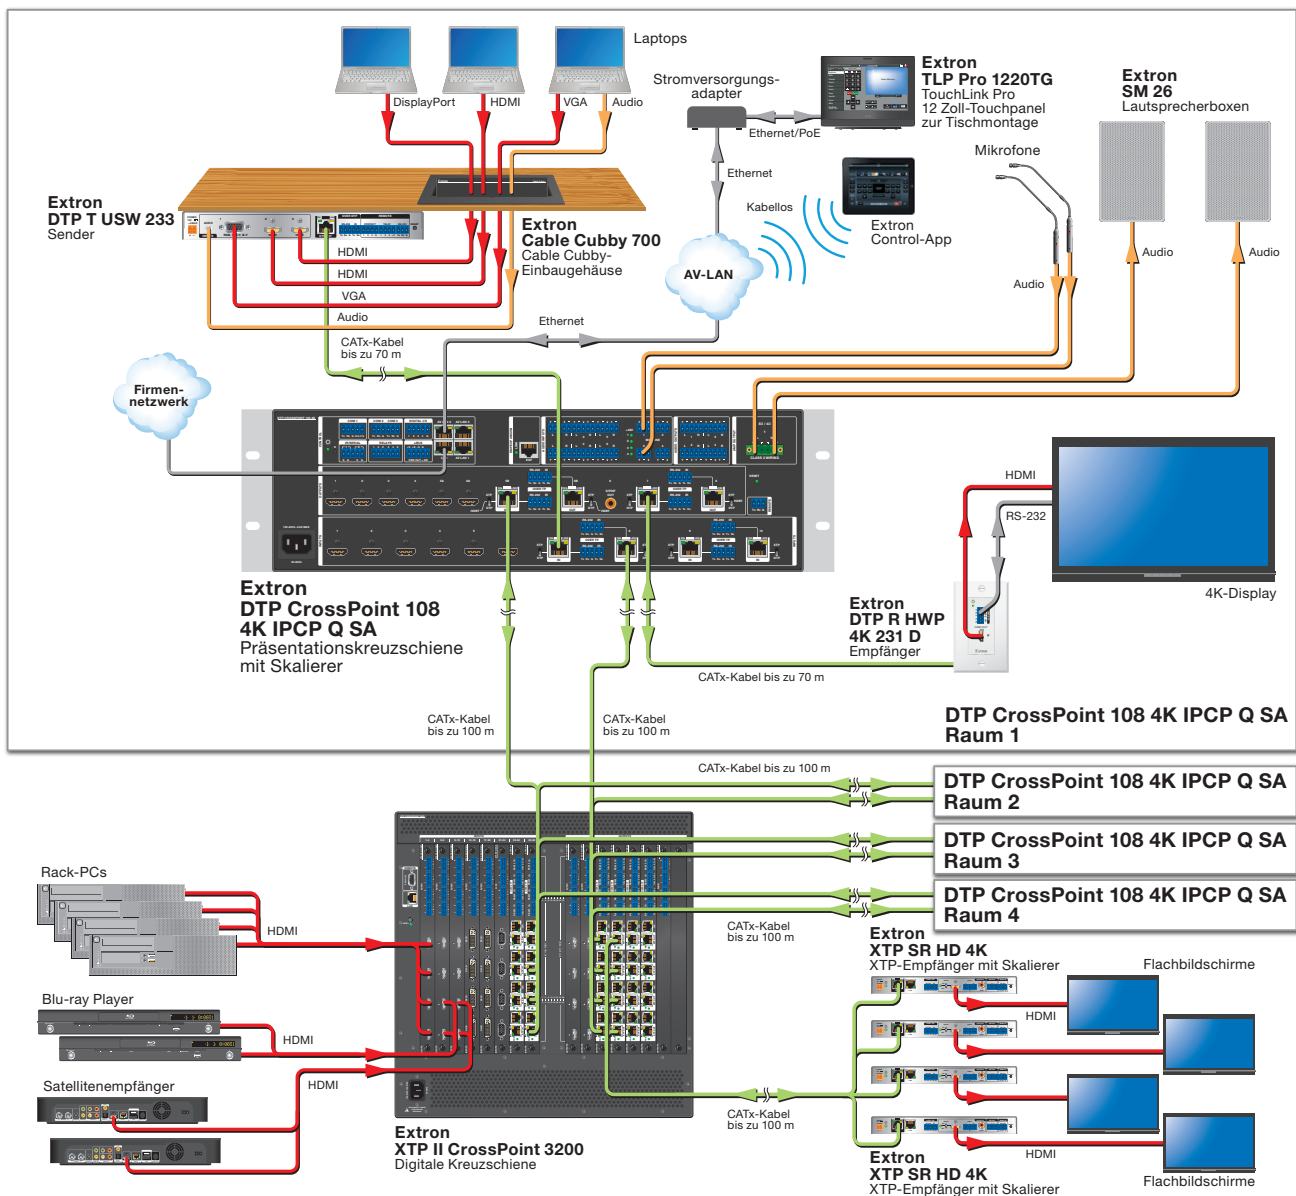 Laptops
DisplayPort
HDMI
VGA
Audio
Stromversorgungs-
adapter
Ethernet/PoE
Extron
TLP Pro 1220TG
TouchLink Pro
12 Zoll-Touchpanel
zur Tischmontage
Extron
SM 26
Lautsprecherboxen
Mikrofone
Ethernet
Kabellos
Extron
Control-App
Extron
DTP T USW 233
Sender
Extron
Cable Cubby 700
Cable Cubby-
Einbaugehäuse
HDMI
HDMI
VGA
Audio
AV-LAN
Audio
Audio
Audio
Ethernet
CATx-Kabel
bis zu 70 m
Firmen-
netzwerk
HDMI
RS-232
4K-Display
Extron
DTP CrossPoint 108
4K IPCP Q SA
Präsentationskreuzschiene
mit Skalierer
Extron
DTP R HWP
4K 231 D
Empfänger
CATx-Kabel bis zu 70 m
CATx-Kabel
bis zu 100 m
CATx-Kabel
bis zu 100 m
DTP CrossPoint 108 4K IPCP Q SA
Raum 1
CATx-Kabel bis zu 100 m
DTP CrossPoint 108 4K IPCP Q SA
Raum 2
DTP CrossPoint 108 4K IPCP Q SA
Raum 3
DTP CrossPoint 108 4K IPCP Q SA
Raum 4
Rack-PCs
HDMI
Blu-ray Player
HDMI
Satellitenempfänger
HDMI
CATx-Kabel
bis zu 100 m
Extron
XTP SR HD 4K
XTP-Empfänger mit Skalierer
Flachbildschirme
HDMI
CATx-Kabel
bis zu 100 m
Extron
XTP II CrossPoint 3200
Digitale Kreuzschiene
HDMI
Extron
XTP SR HD 4K
XTP-Empfänger mit Skalierer
Flachbildschirme